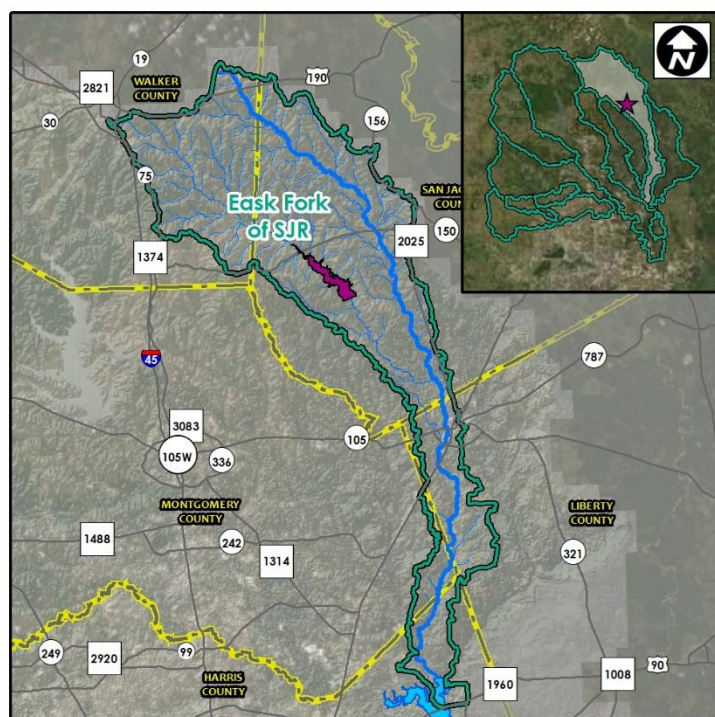 19
WALKER
COUNTY
2821
190
N
30
156
75
Eask Fork
of SJR
SAN JAC
COUN
150
2025
1374
45
787
3083
105
105W
336
MONTGOMERY
COUNTY
LIBERTY
COUNTY
1488
242
1314
321
249
2920
99
HARRIS
COUNTY
1960
1008
90